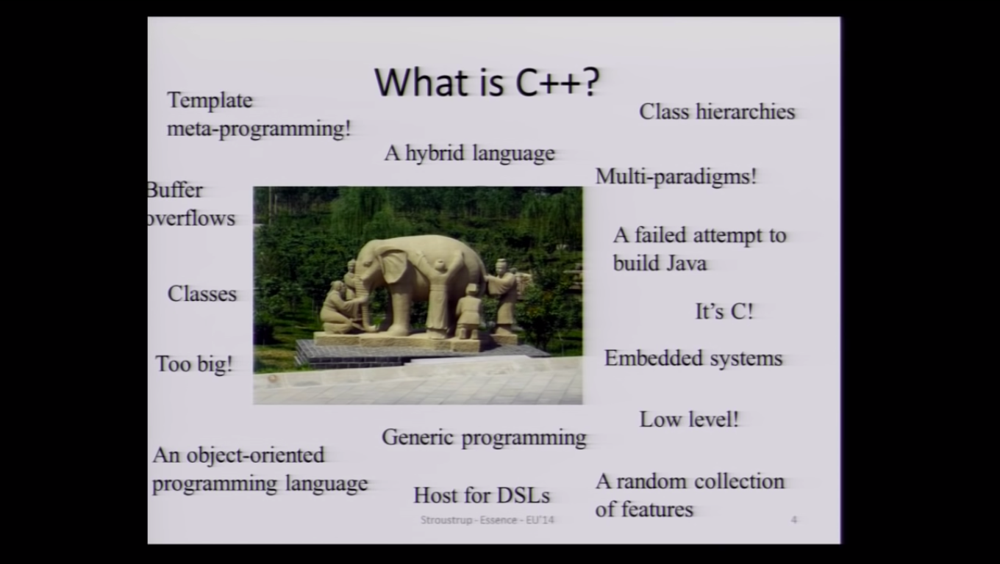 What is C++?
Template
meta-programming!
Class hierarchies
A hybrid language
Multi-paradigms!
Buffer
overflows
A failed attempt to
build Java
Classes
It's C!
Too big!
Embedded systems
Low level!
Generic programming
An object-oriented
programming language
Host for DSLs
A random collection
of features
Stroustrup - Essence - EU'14
4